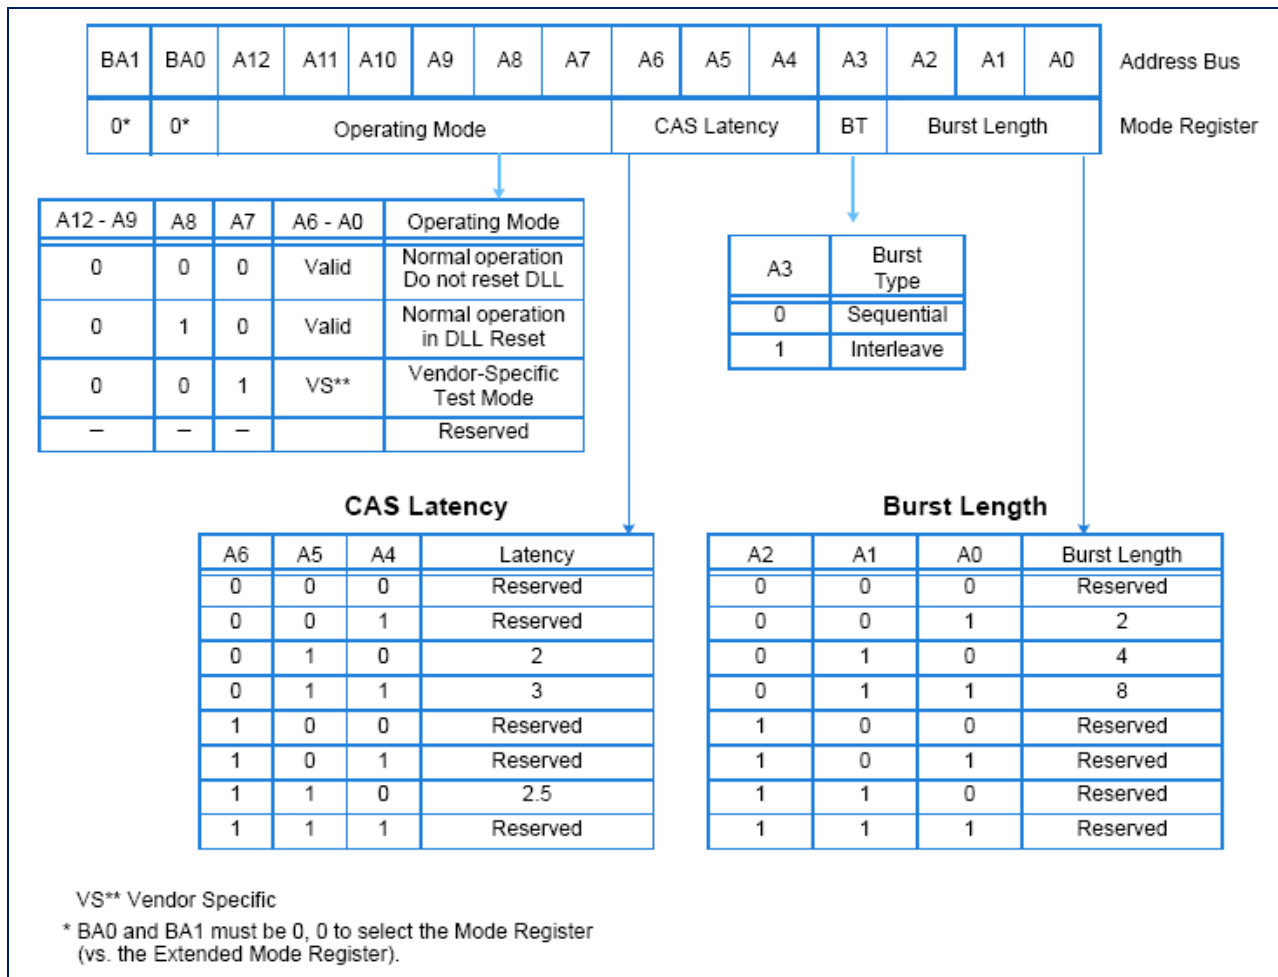 BA1 BA0 A12 A11 A10 A9 A8 A7 A6 A5 A4 A3 A2 A1 A0 Address Bus
0* 0* Operating Mode CAS Latency BT Burst Length Mode Register
A12 - A9 A8 A7 A6 - A0 Operating Mode
0 0 0 Valid Normal operation
Do not reset DLL
0 1 0 Valid Normal operation
in DLL Reset
0 0 1 VS** Vendor-Specific
Test Mode
– – – Reserved
A3 Burst
Type
0 Sequential
1 Interleave
CAS Latency
A6 A5 A4 Latency
0 0 0 Reserved
0 0 1 Reserved
0 1 0 2
0 1 1 3
1 0 0 Reserved
1 0 1 Reserved
1 1 0 2.5
1 1 1 Reserved
Burst Length
A2 A1 A0 Burst Length
0 0 0 Reserved
0 0 1 2
0 1 0 4
0 1 1 8
1 0 0 Reserved
1 0 1 Reserved
1 1 0 Reserved
1 1 1 Reserved
VS** Vendor Specific
* BA0 and BA1 must be 0, 0 to select the Mode Register
(vs. the Extended Mode Register).